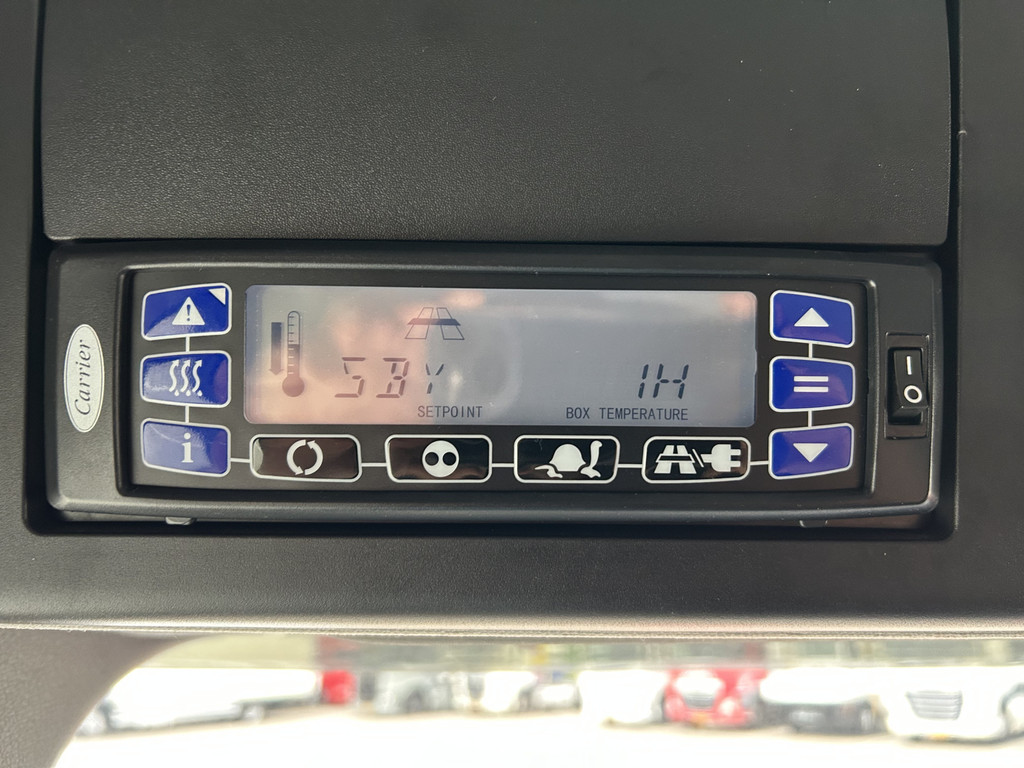 Carrier
SBY 1H
SETPOINT BOX TEMPERATURE
i
I
O